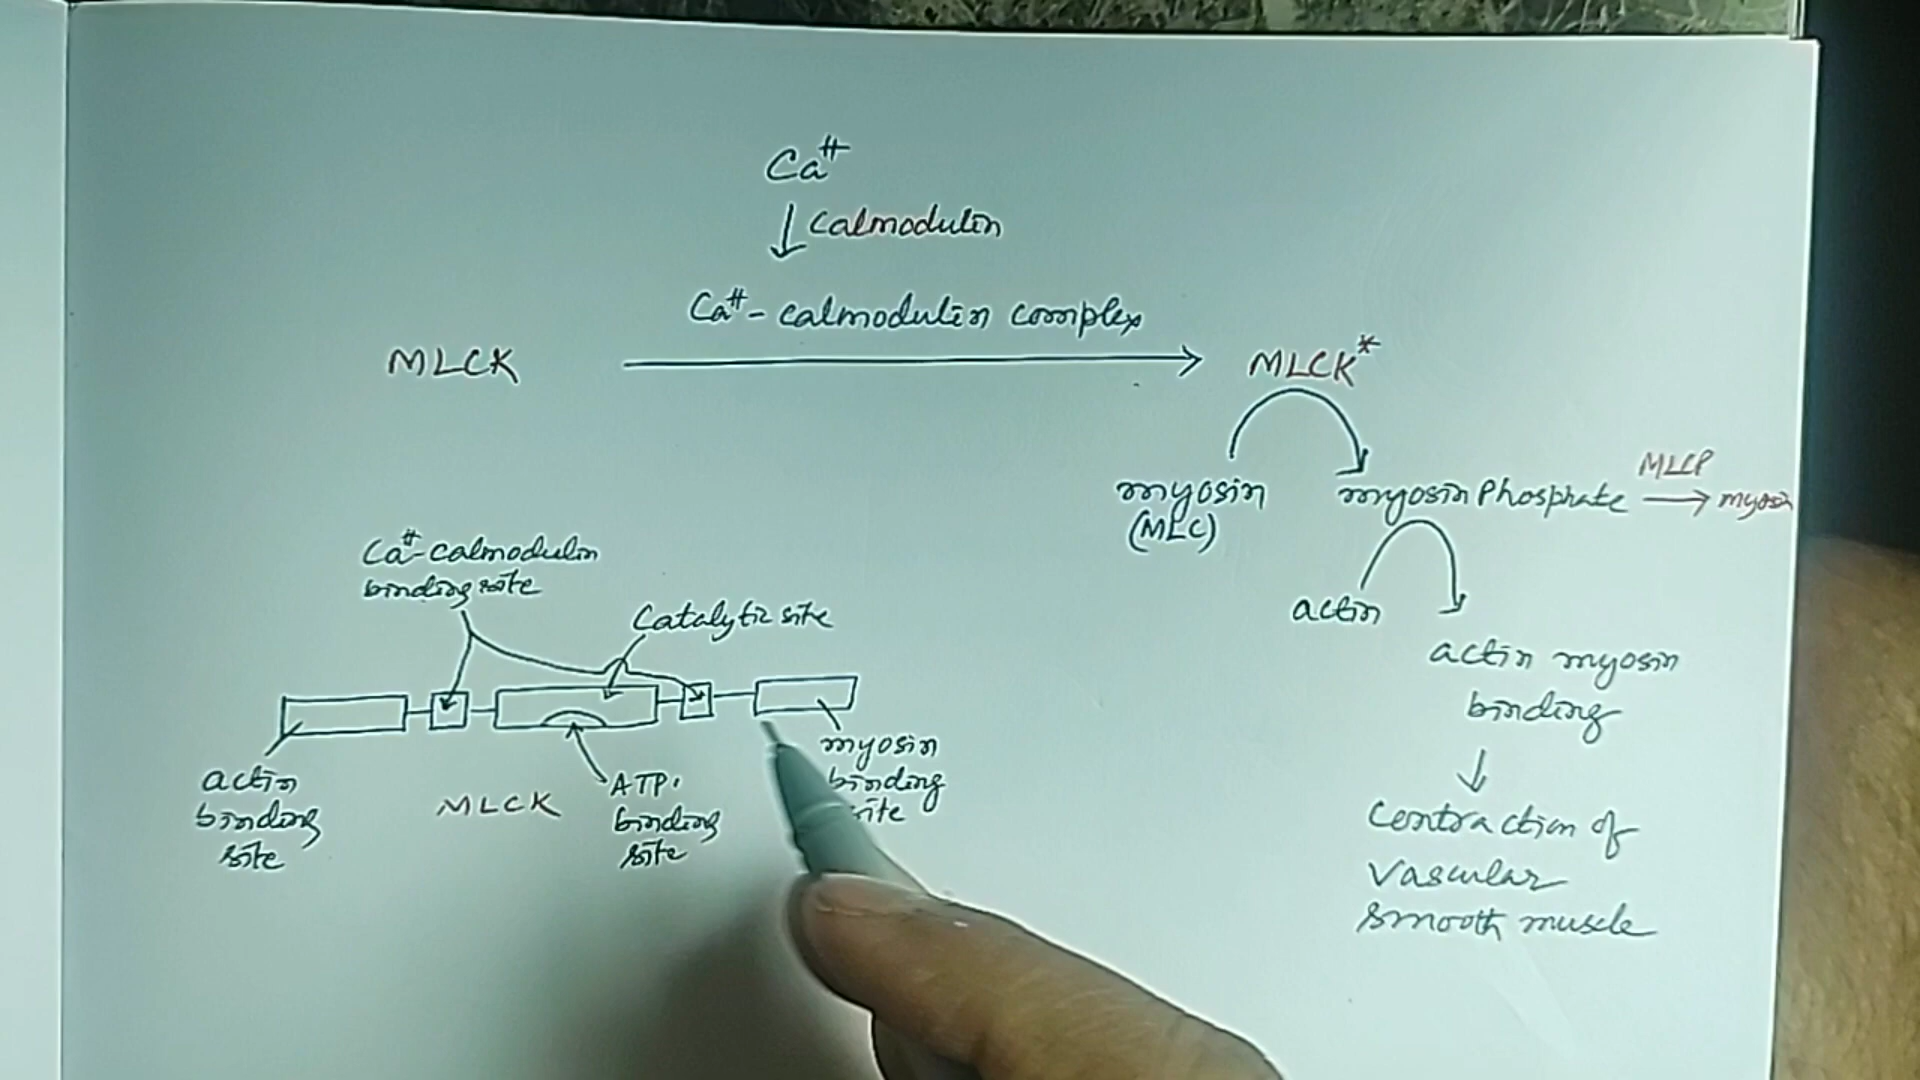 Ca++
↓ Calmodulin
Ca++- calmodulin complex
MLCK → MLCK*
myosin
(MLC)
myosin Phosphate
MLCP
→ myosin
actin
actin myosin
binding
↓
Contraction of
vascular
smooth muscle
Ca++-calmodulin
binding site
Catalytic site
actin
binding
site
MLCK
ATP.
binding
site
myosin
binding
site